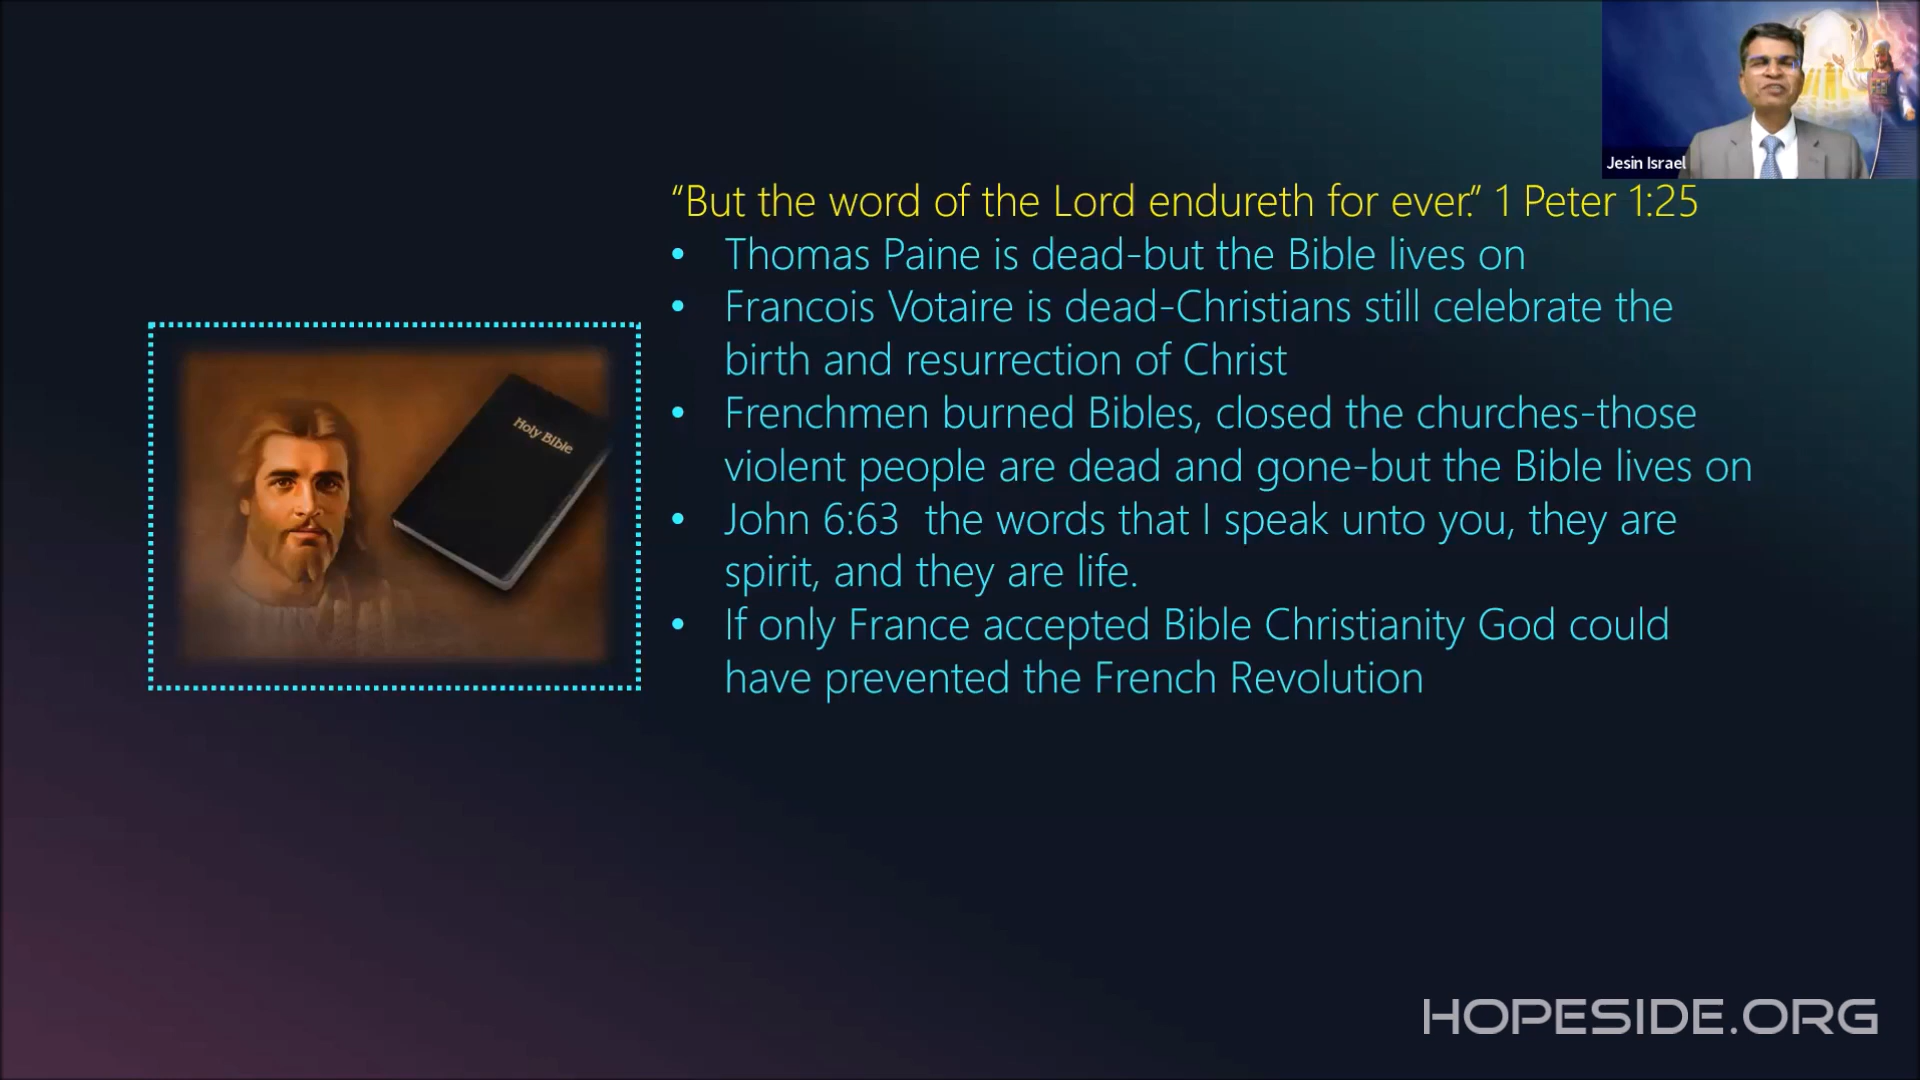 Jesin Israel
“But the word of the Lord endureth for ever.” 1 Peter 1:25
• Thomas Paine is dead-but the Bible lives on
• Francois Votaire is dead-Christians still celebrate the
birth and resurrection of Christ
• Frenchmen burned Bibles, closed the churches-those
violent people are dead and gone-but the Bible lives on
• John 6:63  the words that I speak unto you, they are
spirit, and they are life.
• If only France accepted Bible Christianity God could
have prevented the French Revolution
Holy Bible
HOPESIDE.ORG